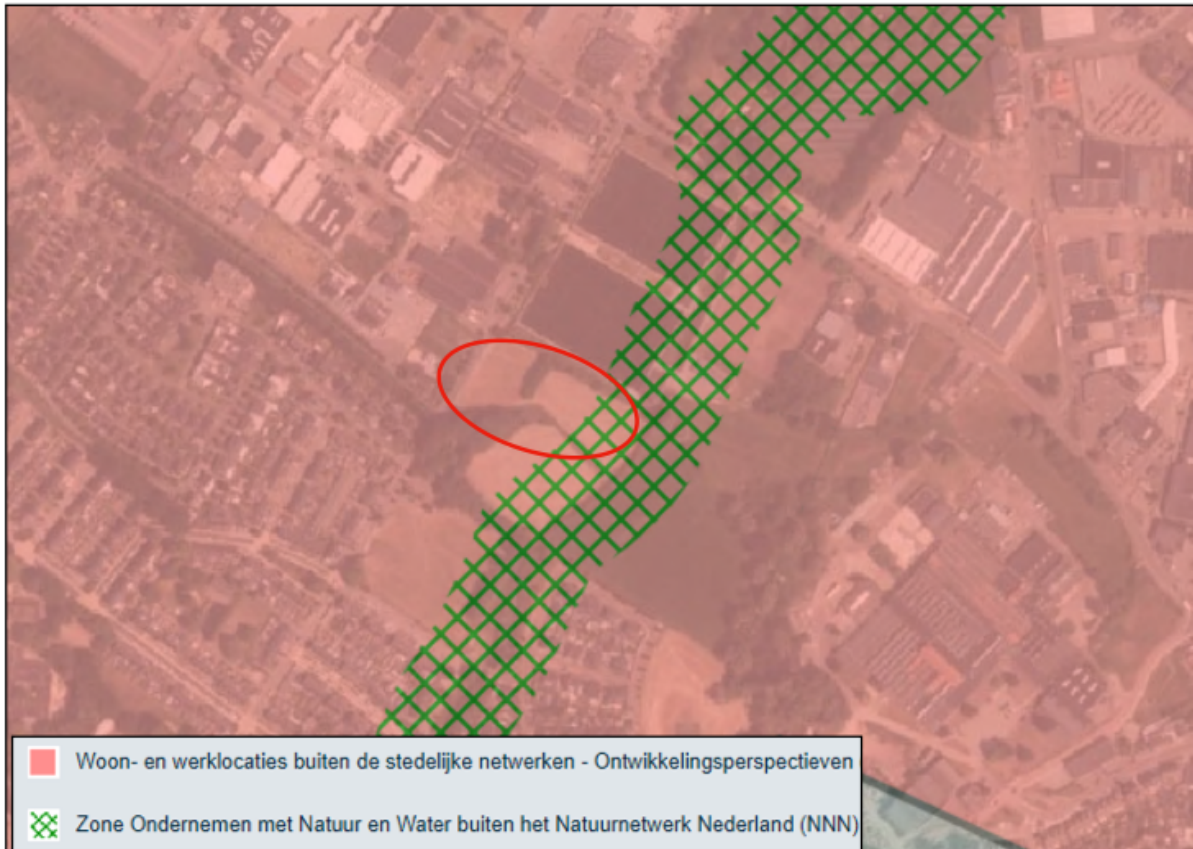 Woon- en werklocaties buiten de stedelijke netwerken - Ontwikkelingsperspectieven
Zone Ondernemen met Natuur en Water buiten het Natuurnetwerk Nederland (NNN)